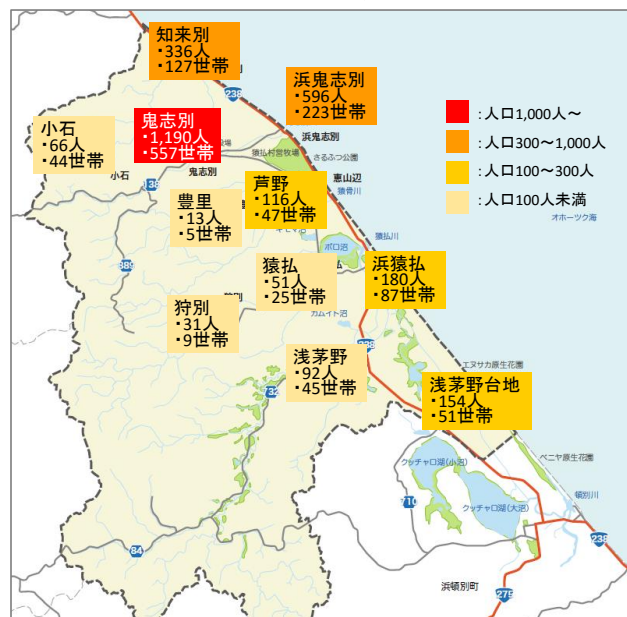 知来別
・336人
・127世帯
238
浜鬼志別
・596人
・223世帯
鬼志別
・1,190人
・557世帯
小石
・66人
・44世帯
:人口1,000人～
:人口300～1,000人
:人口100～300人
:人口100人未満
浜鬼志別
猿払村営牧場
さるふつ公園
小石
鬼志別
138
芦野
・116人
・47世帯
恵山辺
猿骨川
オホーツク海
豊里
・13人
・5世帯
猿払川
ポロ沼
889
猿払
・51人
・25世帯
浜猿払
・180人
・87世帯
狩別
・31人
・9世帯
カムイト沼
浅茅野
・92人
・45世帯
エヌサカ原生花園
浅茅野台地
・154人
・51世帯
732
ベニヤ原生花園
クッチャロ湖(小沼)
頓別川
710
クッチャロ湖(大沼)
84
238
浜頓別町
275